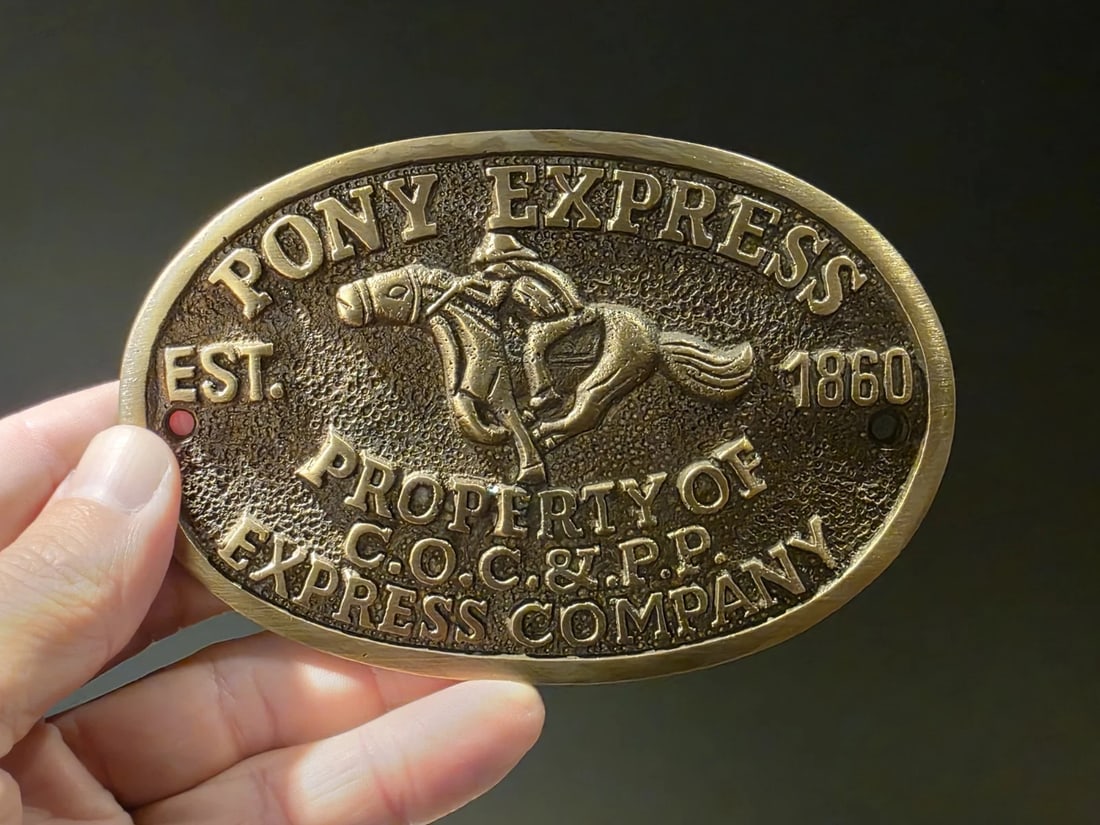 PONY EXPRESS
EST. 1860
PROPERTY OF
C.O.C.&.P.P.
EXPRESS COMPANY